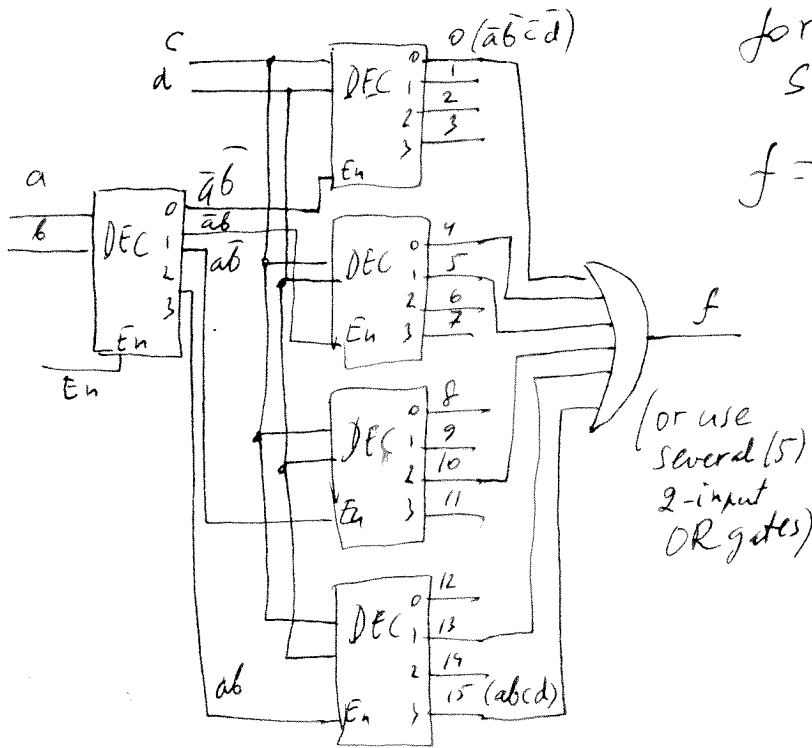 for
S
f =
c
d
a
b
DEC
0
1
2
3
En
En
āb̄
āb
ab̄
ab
DEC
0
1
2
3
En
0 (āb̄c̄d̄)
1
2
3
DEC
0
1
2
3
En
4
5
6
7
DEC
0
1
2
3
En
8
9
10
11
DEC
0
1
2
3
En
12
13
14
15 (abcd)
f
(or use
several (5)
2-input
OR gates)